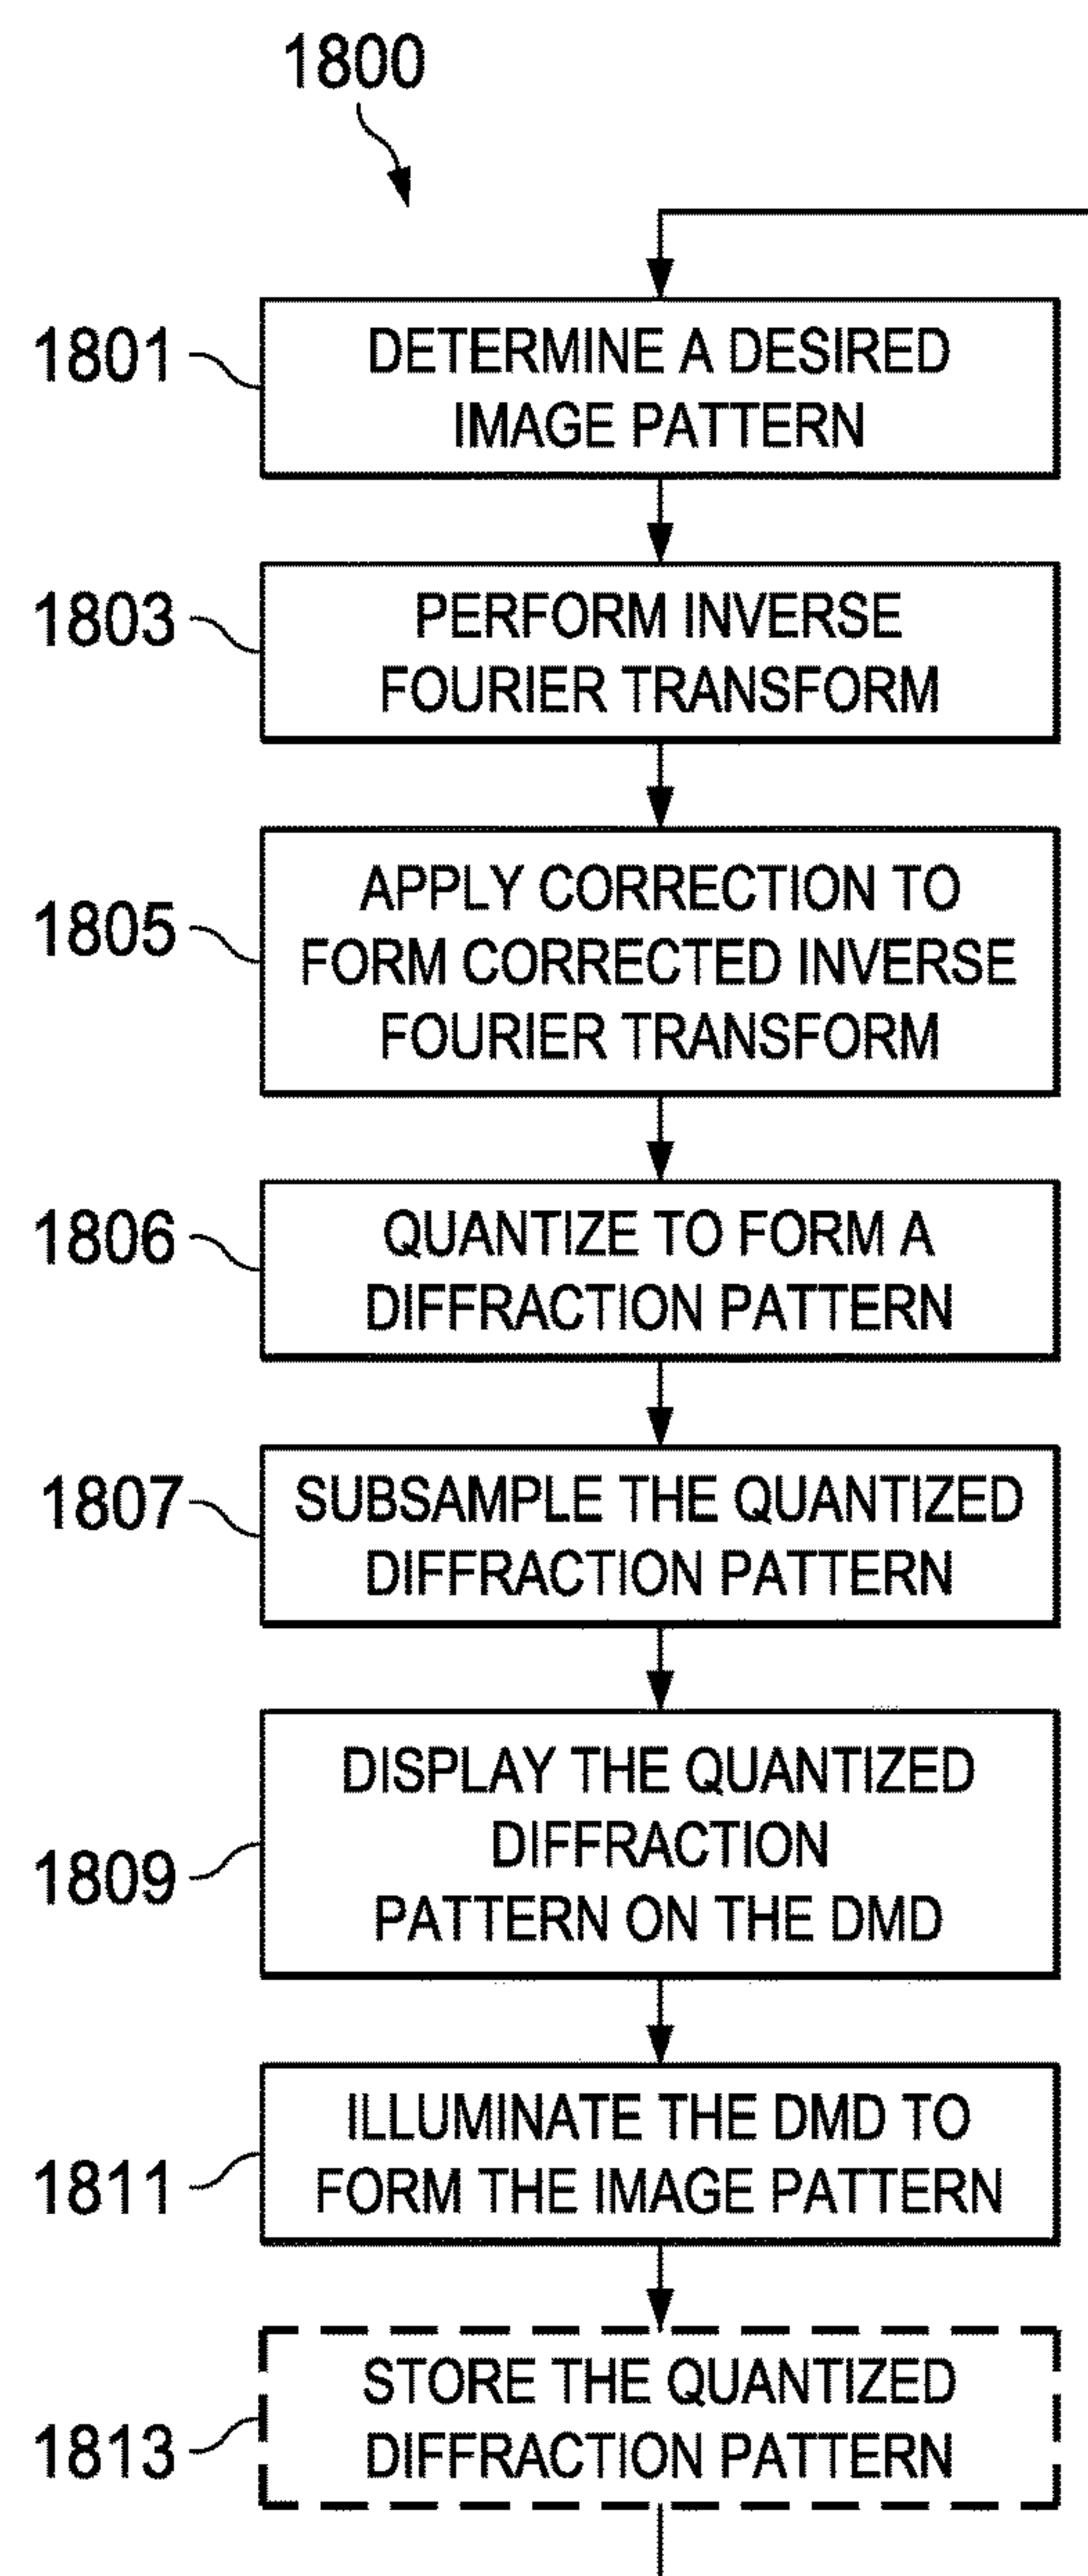 1800
1801
DETERMINE A DESIRED
IMAGE PATTERN
1803
PERFORM INVERSE
FOURIER TRANSFORM
1805
APPLY CORRECTION TO
FORM CORRECTED INVERSE
FOURIER TRANSFORM
1806
QUANTIZE TO FORM A
DIFFRACTION PATTERN
1807
SUBSAMPLE THE QUANTIZED
DIFFRACTION PATTERN
1809
DISPLAY THE QUANTIZED
DIFFRACTION
PATTERN ON THE DMD
1811
ILLUMINATE THE DMD TO
FORM THE IMAGE PATTERN
1813
STORE THE QUANTIZED
DIFFRACTION PATTERN